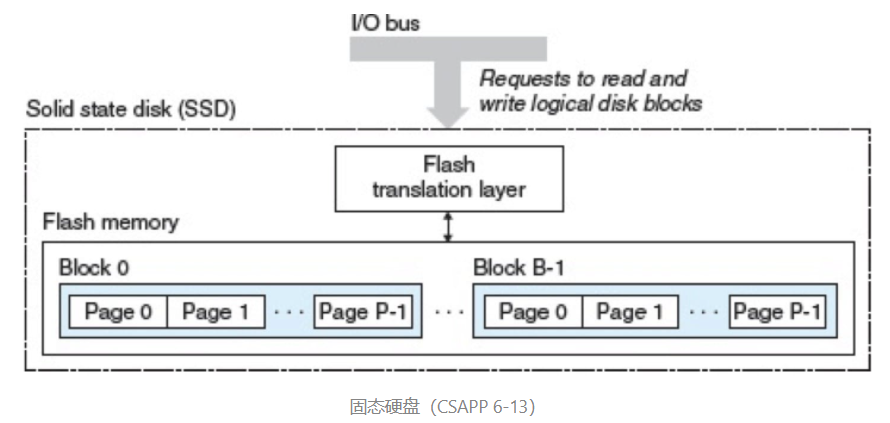 I/O bus
Requests to read and
write logical disk blocks
Solid state disk (SSD)
Flash
translation layer
Flash memory
Block 0
Block B-1
Page 0 Page 1 · · · Page P-1 · · · Page 0 Page 1 · · · Page P-1
固态硬盘（CSAPP 6-13）